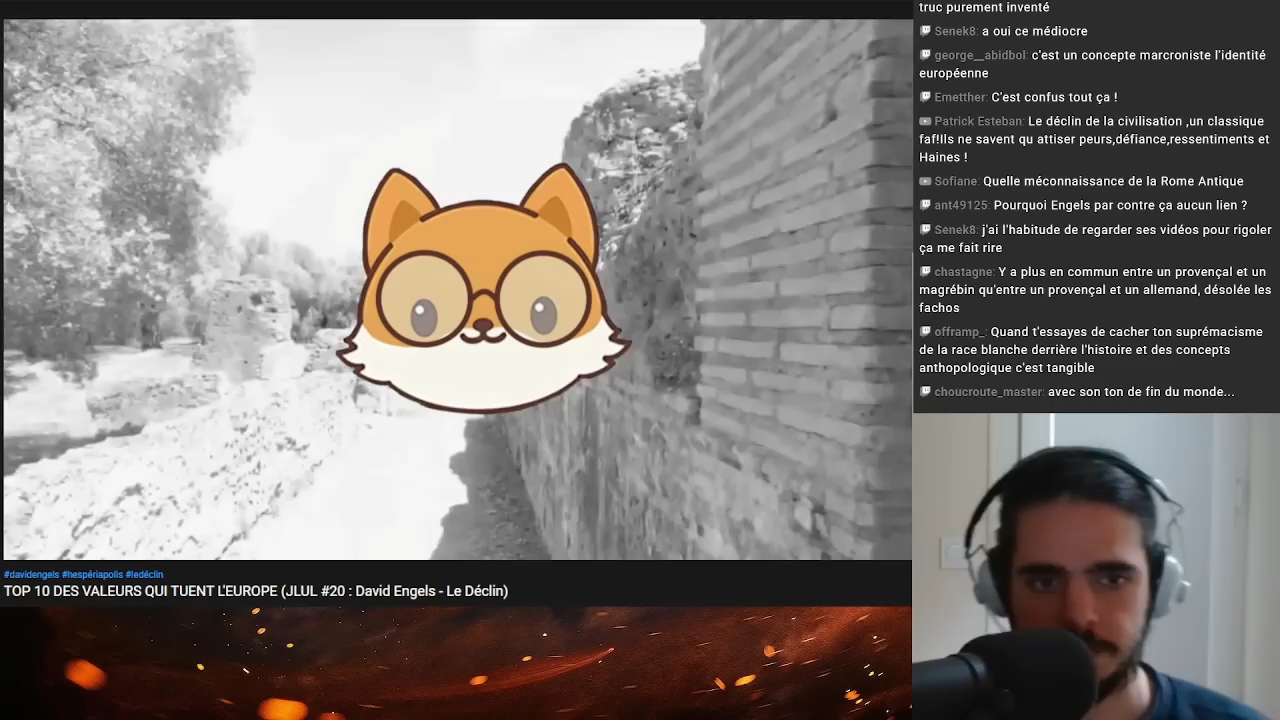 truc purement inventé
Senek8: a oui ce médiocre
george__abidbol: c'est un concepte marcroniste l'identité
européenne
Emetther: C'est confus tout ça !
Patrick Esteban: Le déclin de la civilisation ,un classique
faf!Ils ne savent qu attiser peurs,défiance,ressentiments et
Haines !
Sofiane: Quelle méconnaissance de la Rome Antique
ant49125: Pourquoi Engels par contre ça aucun lien ?
Senek8: j'ai l'habitude de regarder ses vidéos pour rigoler
ça me fait rire
chastagne: Y a plus en commun entre un provençal et un
magrébin qu'entre un provençal et un allemand, désolée les
fachos
offramp_: Quand t'essayes de cacher ton suprémacisme
de la race blanche derrière l'histoire et des concepts
anthopologique c'est tangible
choucroute_master: avec son ton de fin du monde...
#davidengels #hespériapolis #ledéclin
TOP 10 DES VALEURS QUI TUENT L'EUROPE (JLUL #20 : David Engels - Le Déclin)